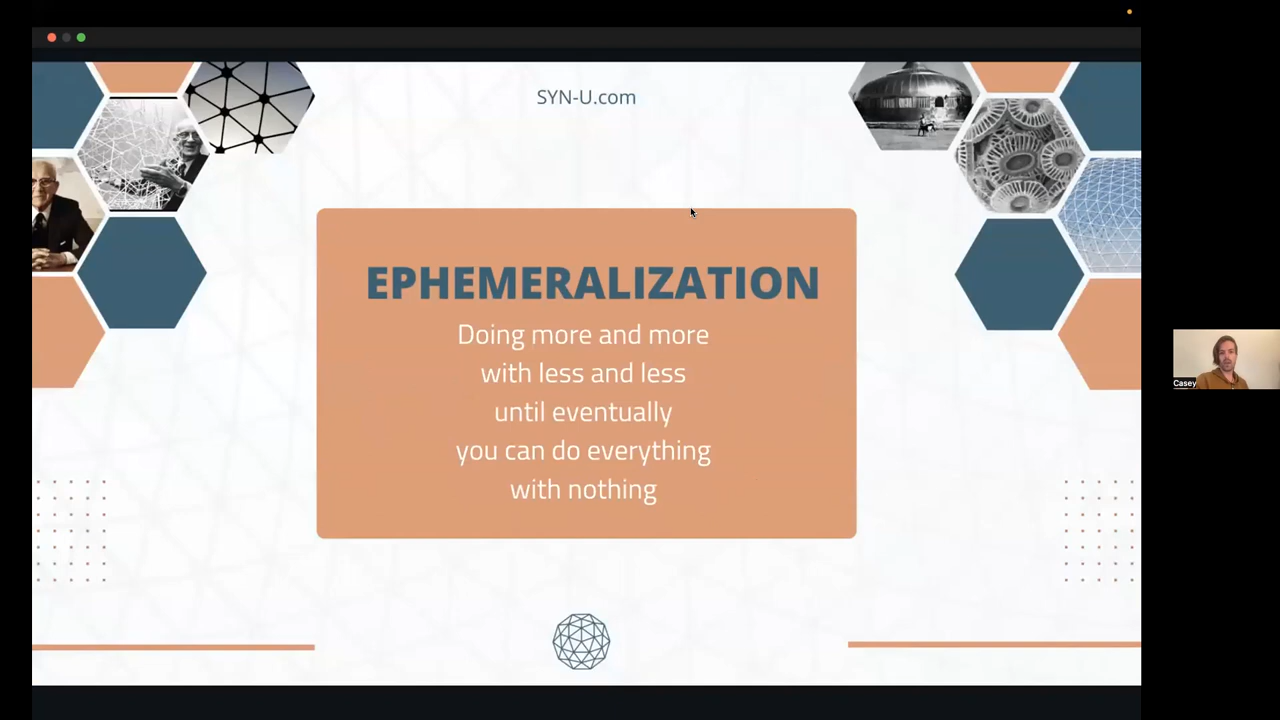 SYN-U.com
EPHEMERALIZATION
Doing more and more
with less and less
until eventually
you can do everything
with nothing
Casey